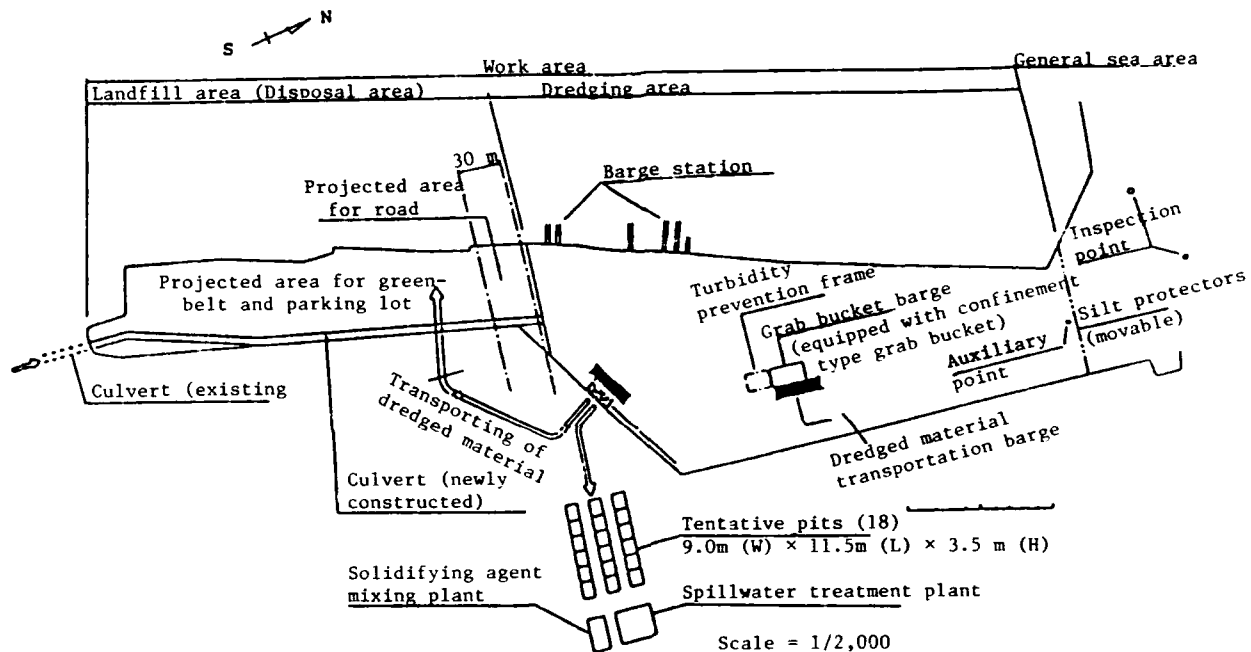 N
S
Work area
General sea area
Landfill area (Disposal area)
Dredging area
30 m
Projected area
for road
Barge station
Inspection
point
Projected area for green-
belt and parking lot
Turbidity
prevention frame
Grab bucket barge
(equipped with confinement
type grab bucket)
Silt protectors
(movable)
Auxiliary
point
Culvert (existing
Transporting of
dredged material
Dredged material
transportation barge
Culvert (newly
constructed)
Tentative pits (18)
9.0m (W) × 11.5m (L) × 3.5 m (H)
Solidifying agent
mixing plant
Spillwater treatment plant
Scale = 1/2,000